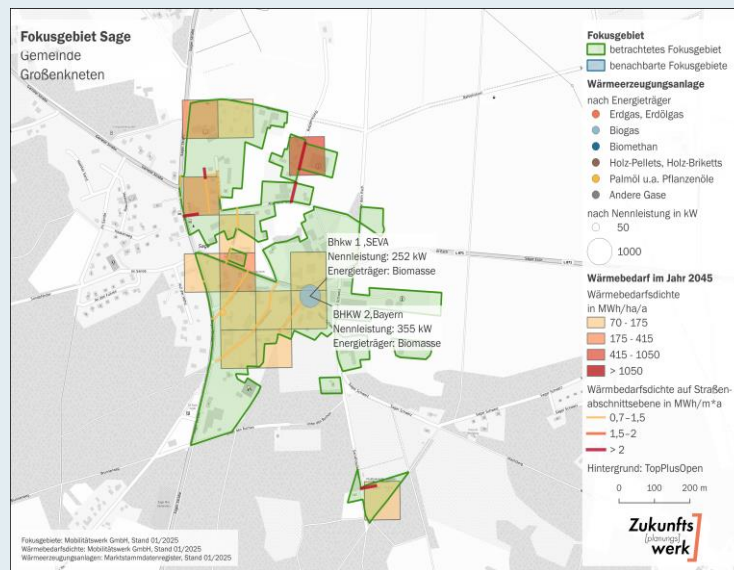 Fokusgebiet Sage
Gemeinde
Großenkneten
Sage
Bhkw 1 ,SEVA
Nennleistung: 252 kW
Energieträger: Biomasse
BHKW 2,Bayern
Nennleistung: 355 kW
Energieträger: Biomasse
Fokusgebiet
betrachtetes Fokusgebiet
benachbarte Fokusgebiete
Wärmeerzeugungsanlage
nach Energieträger
Erdgas, Erdölgas
Biogas
Biomethan
Holz-Pellets, Holz-Briketts
Palmöl u.a. Pflanzenöle
Andere Gase
nach Nennleistung in kW
50
1000
Wärmebedarf im Jahr 2045
Wärmebedarfsdichte
in MWh/ha/a
70 - 175
175 - 415
415 - 1050
> 1050
Wärmebedarfsdichte auf Straßen-
abschnittsebene in MWh/m*a
0,7–1,5
1,5–2
> 2
Hintergrund: TopPlusOpen
0 100 200 m
Zukunfts
[planungs]
werk
Fokusgebiete: Mobilitätswerk GmbH, Stand 01/2025
Wärmebedarfsdichte: Mobilitätswerk GmbH, Stand 01/2025
Wärmeerzeugungsanlagen: Marktstammdatenregister, Stand 01/2025